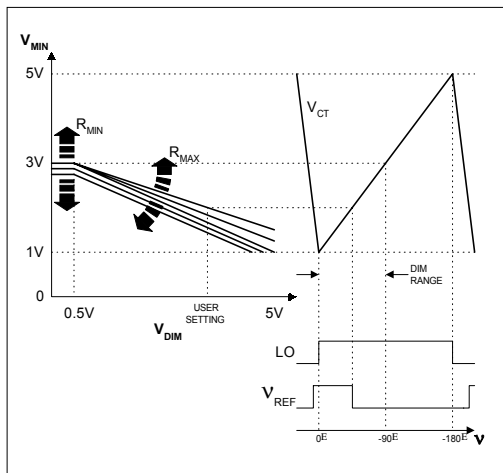 VMIN
5V
VCT
RMIN
RMAX
3V
1V
DIM
RANGE
0
0.5V
USER
SETTING
5V
VDIM
LO
νREF
0E
-90E
-180E
ν